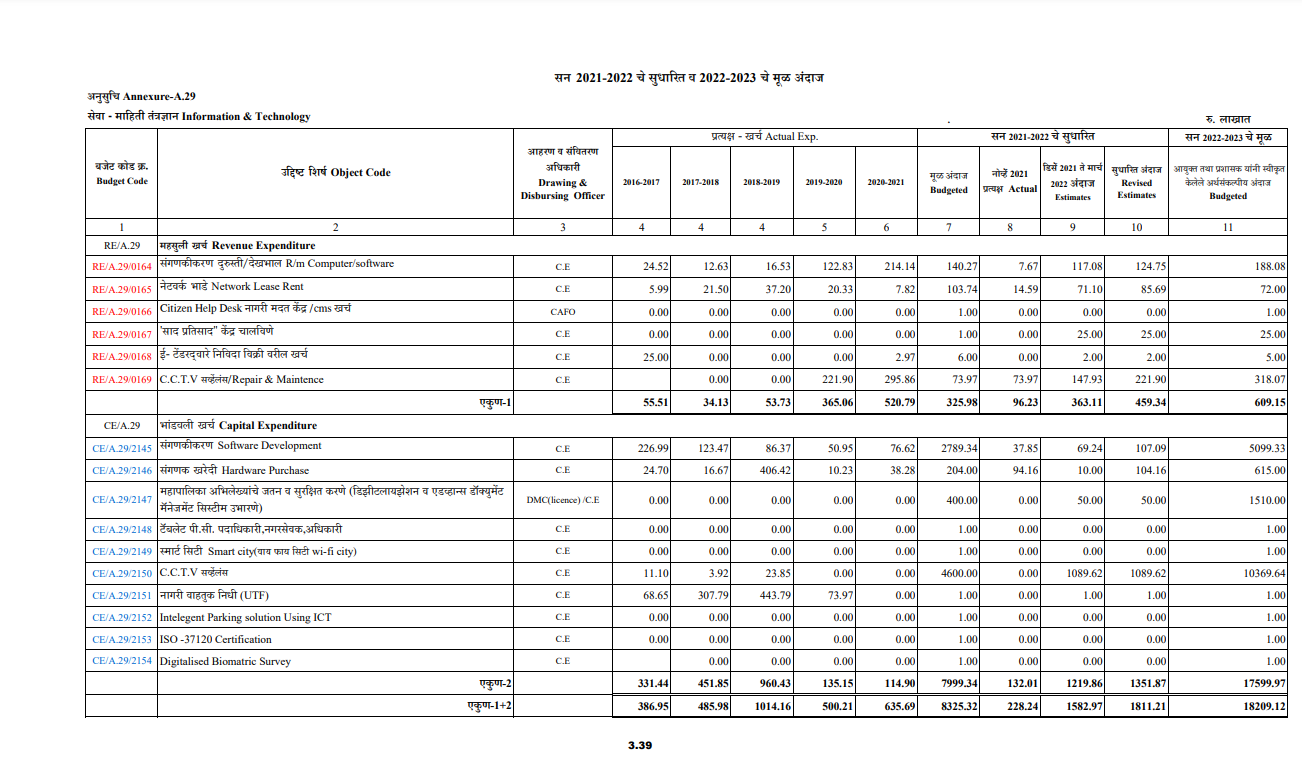 सन 2021-2022 चे सुधारित व 2022-2023 चे मूळ अंदाज
अनुसुचि Annexure-A.29
सेवा - माहिती तंत्रज्ञान Information & Technology
रु. लाखात
बजेट कोड क्र. Budget Code | उद्दिष्ट शिर्ष Object Code | आहरण व संवितरण अधिकारी Drawing & Disbursing Officer | प्रत्यक्ष - खर्च Actual Exp. | सन 2021-2022 चे सुधारित | सन 2022-2023 चे मूळ
2016-2017 | 2017-2018 | 2018-2019 | 2019-2020 | 2020-2021 | मूळ अंदाज Budgeted | नोव्हें 2021 प्रत्यक्ष Actual | डिसें 2021 ते मार्च 2022 अंदाज Estimates | सुधारित अंदाज Revised Estimates | आयुक्त तथा प्रशासक यांनी स्वीकृत केलेले अर्थसंकल्पीय अंदाज Budgeted
1 | 2 | 3 | 4 | 4 | 4 | 5 | 6 | 7 | 8 | 9 | 10 | 11
RE/A.29 | महसुली खर्च Revenue Expenditure
RE/A.29/0164 | संगणकीकरण दुरुस्ती/देखभाल R/m Computer/software | C.E | 24.52 | 12.63 | 16.53 | 122.83 | 214.14 | 140.27 | 7.67 | 117.08 | 124.75 | 188.08
RE/A.29/0165 | नेटवर्क भाडे Network Lease Rent | C.E | 5.99 | 21.50 | 37.20 | 20.33 | 7.82 | 103.74 | 14.59 | 71.10 | 85.69 | 72.00
RE/A.29/0166 | Citizen Help Desk नागरी मदत केंद्र /cms खर्च | CAFO | 0.00 | 0.00 | 0.00 | 0.00 | 0.00 | 1.00 | 0.00 | 0.00 | 0.00 | 1.00
RE/A.29/0167 | 'साद प्रतिसाद" केंद्र चालविणे | C.E | 0.00 | 0.00 | 0.00 | 0.00 | 0.00 | 1.00 | 0.00 | 25.00 | 25.00 | 25.00
RE/A.29/0168 | ई- टेंडरद्वारे निविदा विक्री वरील खर्च | C.E | 25.00 | 0.00 | 0.00 | 0.00 | 2.97 | 6.00 | 0.00 | 2.00 | 2.00 | 5.00
RE/A.29/0169 | C.C.T.V सर्व्हेलंस/Repair & Maintence | C.E | 0.00 | 0.00 | 221.90 | 295.86 | 73.97 | 73.97 | 147.93 | 221.90 | 318.07
एकुण-1 | 55.51 | 34.13 | 53.73 | 365.06 | 520.79 | 325.98 | 96.23 | 363.11 | 459.34 | 609.15
CE/A.29 | भांडवली खर्च Capital Expenditure
CE/A.29/2145 | संगणकीकरण Software Development | C.E | 226.99 | 123.47 | 86.37 | 50.95 | 76.62 | 2789.34 | 37.85 | 69.24 | 107.09 | 5099.33
CE/A.29/2146 | संगणक खरेदी Hardware Purchase | C.E | 24.70 | 16.67 | 406.42 | 10.23 | 38.28 | 204.00 | 94.16 | 10.00 | 104.16 | 615.00
CE/A.29/2147 | महापालिका अभिलेख्यांचे जतन व सुरक्षित करणे (डिझीटलायझेशन व एडव्हान्स डॉक्युमेंट मॅनेजमेंट सिस्टीम उभारणे) | DMC(licence) /C.E | 0.00 | 0.00 | 0.00 | 0.00 | 0.00 | 400.00 | 0.00 | 50.00 | 50.00 | 1510.00
CE/A.29/2148 | टॅबलेट पी.सी. पदाधिकारी,नगरसेवक,अधिकारी | C.E | 0.00 | 0.00 | 0.00 | 0.00 | 0.00 | 1.00 | 0.00 | 0.00 | 0.00 | 1.00
CE/A.29/2149 | स्मार्ट सिटी Smart city(वाय फाय सिटी wi-fi city) | C.E | 0.00 | 0.00 | 0.00 | 0.00 | 0.00 | 1.00 | 0.00 | 0.00 | 0.00 | 1.00
CE/A.29/2150 | C.C.T.V सर्व्हेलंस | C.E | 11.10 | 3.92 | 23.85 | 0.00 | 0.00 | 4600.00 | 0.00 | 1089.62 | 1089.62 | 10369.64
CE/A.29/2151 | नागरी वाहतुक निधी (UTF) | C.E | 68.65 | 307.79 | 443.79 | 73.97 | 0.00 | 1.00 | 0.00 | 1.00 | 1.00 | 1.00
CE/A.29/2152 | Intelegent Parking solution Using ICT | C.E | 0.00 | 0.00 | 0.00 | 0.00 | 0.00 | 1.00 | 0.00 | 0.00 | 0.00 | 1.00
CE/A.29/2153 | ISO -37120 Certification | C.E | 0.00 | 0.00 | 0.00 | 0.00 | 0.00 | 1.00 | 0.00 | 0.00 | 0.00 | 1.00
CE/A.29/2154 | Digitalised Biomatric Survey | C.E | 0.00 | 0.00 | 0.00 | 0.00 | 1.00 | 0.00 | 0.00 | 0.00 | 1.00
एकुण-2 | 331.44 | 451.85 | 960.43 | 135.15 | 114.90 | 7999.34 | 132.01 | 1219.86 | 1351.87 | 17599.97
एकुण-1+2 | 386.95 | 485.98 | 1014.16 | 500.21 | 635.69 | 8325.32 | 228.24 | 1582.97 | 1811.21 | 18209.12
3.39